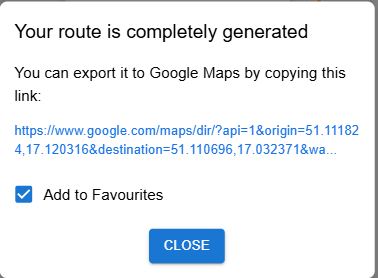 Your route is completely generated
You can export it to Google Maps by copying this
link:
https://www.google.com/maps/dir/?api=1&origin=51.11182
4,17.120316&destination=51.110696,17.032371&wa...
Add to Favourites
CLOSE